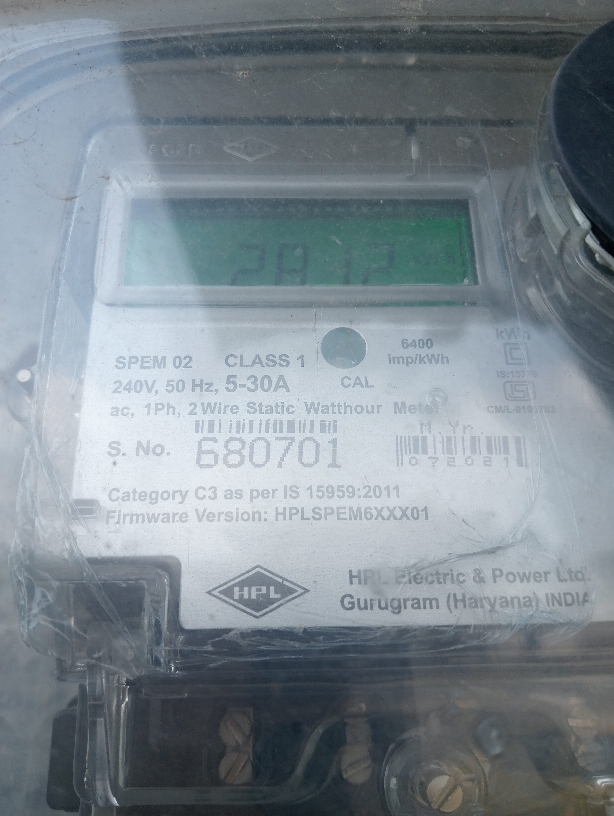 2812
6400
imp/kWh
kWh
SPEM 02 CLASS 1
240V, 50 Hz, 5-30A
CAL
ac, 1Ph, 2 Wire Static Watthour Meter
M Yr
S. No. 680701
072021
Category C3 as per IS 15959:2011
Firmware Version: HPLSPEM6XXX01
HPL
HPL Electric & Power Ltd.
Gurugram (Haryana) INDIA